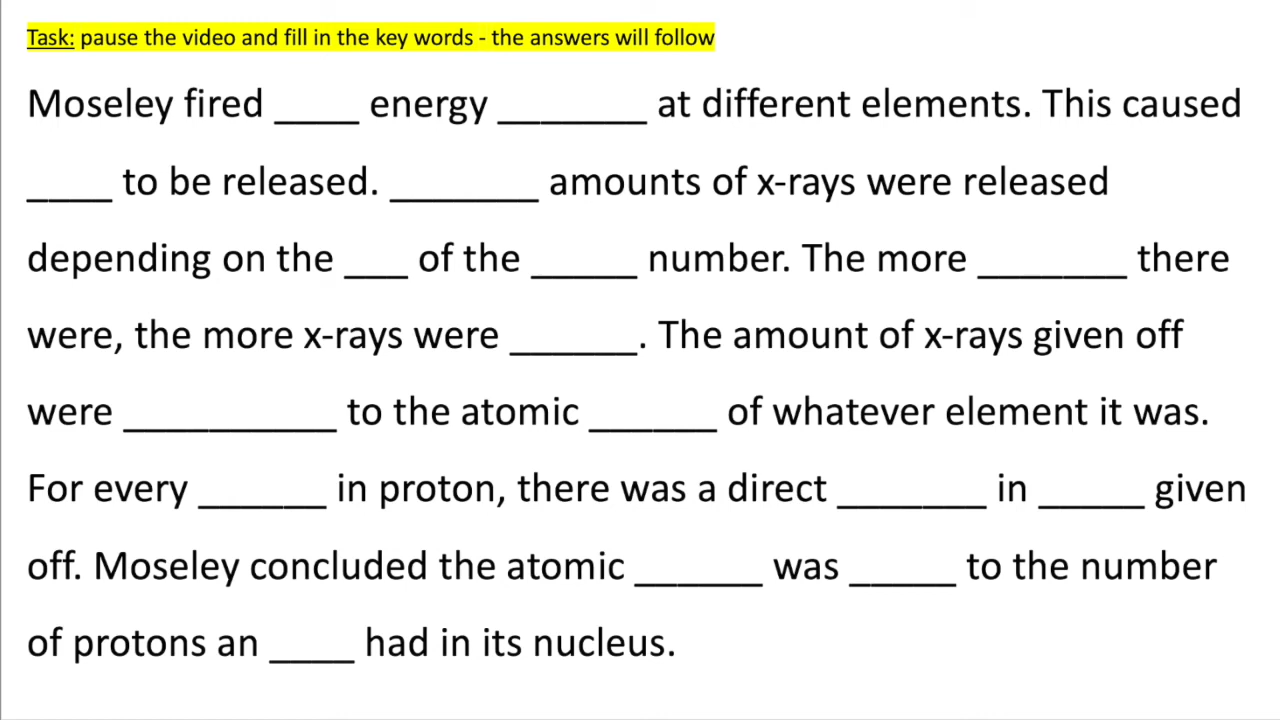 Task: pause the video and fill in the key words - the answers will follow
Moseley fired ____ energy _______ at different elements. This caused
____ to be released. _______ amounts of x-rays were released
depending on the ___ of the _____ number. The more _______ there
were, the more x-rays were ______. The amount of x-rays given off
were __________ to the atomic ______ of whatever element it was.
For every ______ in proton, there was a direct _______ in _____ given
off. Moseley concluded the atomic ______ was _____ to the number
of protons an ____ had in its nucleus.